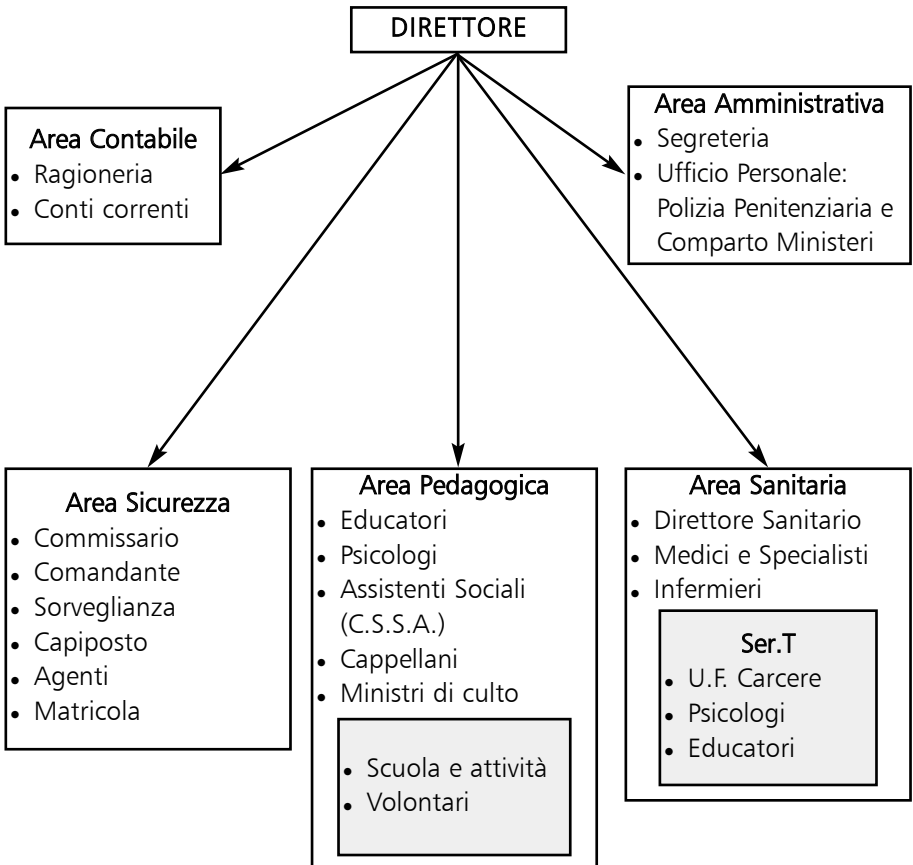 DIRETTORE
Area Contabile
• Ragioneria
• Conti correnti
Area Amministrativa
• Segreteria
• Ufficio Personale:
Polizia Penitenziaria e
Comparto Ministeri
Area Sicurezza
• Commissario
• Comandante
• Sorveglianza
• Capiposto
• Agenti
• Matricola
Area Pedagogica
• Educatori
• Psicologi
• Assistenti Sociali
(C.S.S.A.)
• Cappellani
• Ministri di culto
• Scuola e attività
• Volontari
Area Sanitaria
• Direttore Sanitario
• Medici e Specialisti
• Infermieri
Ser.T
• U.F. Carcere
• Psicologi
• Educatori